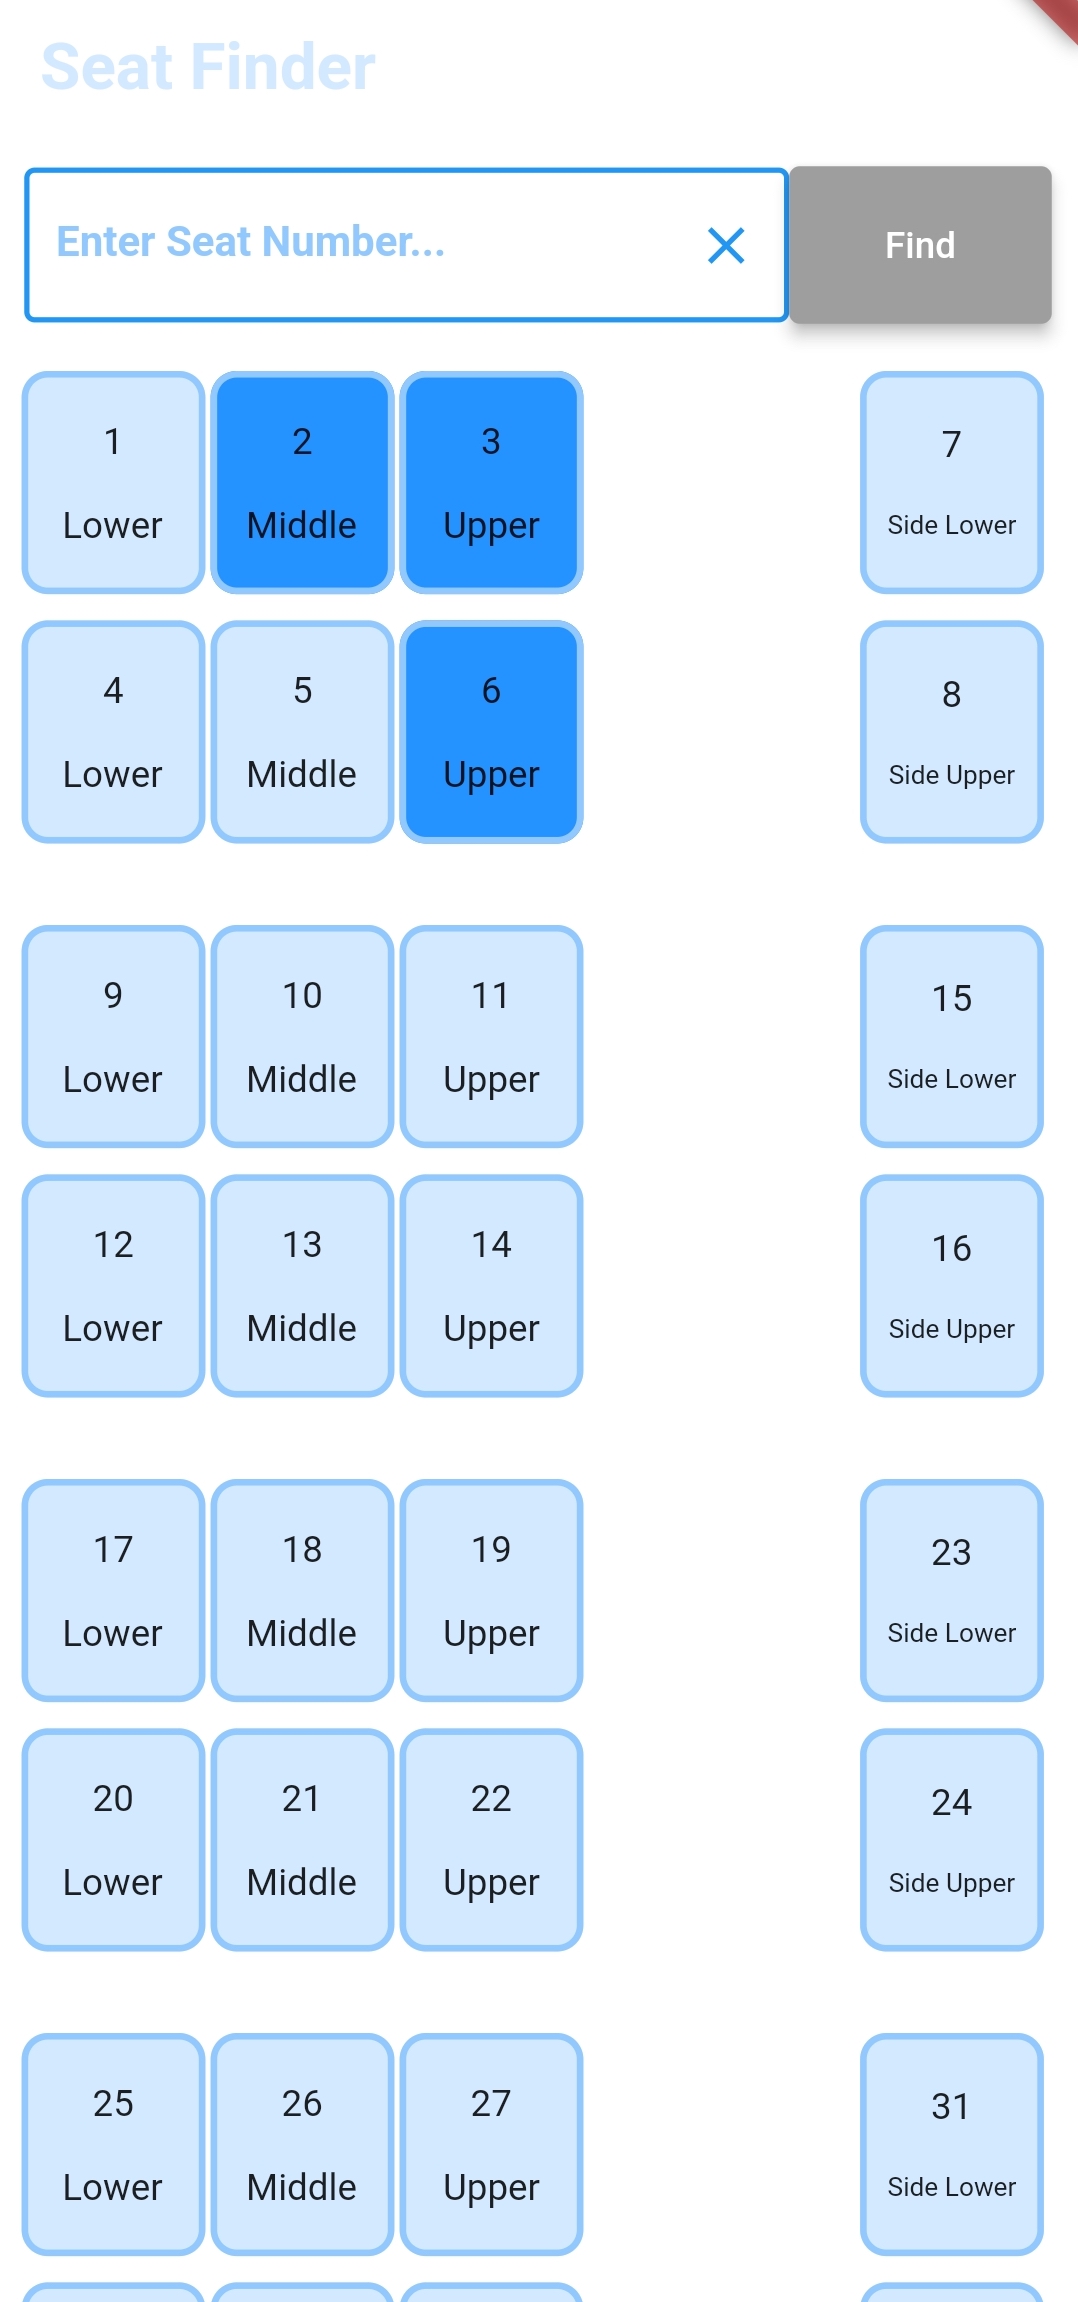 Seat Finder
Enter Seat Number...
Find
1 2 3 7
Lower Middle Upper Side Lower
4 5 6 8
Lower Middle Upper Side Upper
9 10 11 15
Lower Middle Upper Side Lower
12 13 14 16
Lower Middle Upper Side Upper
17 18 19 23
Lower Middle Upper Side Lower
20 21 22 24
Lower Middle Upper Side Upper
25 26 27 31
Lower Middle Upper Side Lower